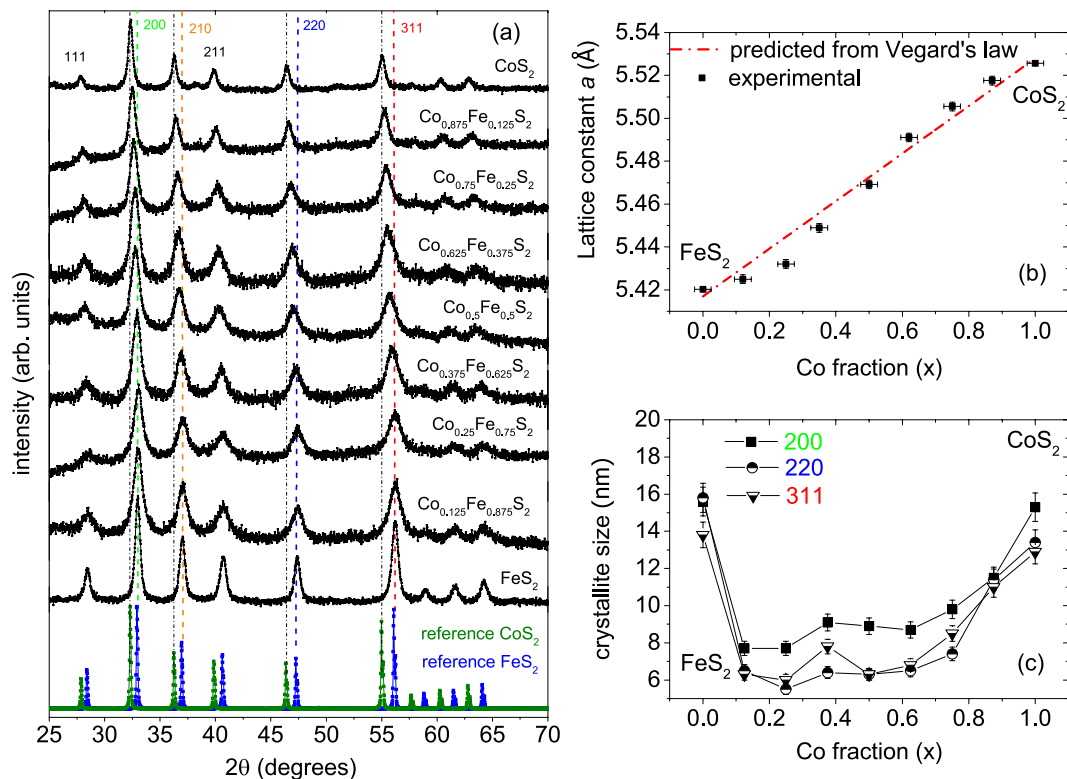 (a)
200
210
220
311
111
211
CoS₂
Co₀.₈₇₅Fe₀.₁₂₅S₂
Co₀.₇₅Fe₀.₂₅S₂
Co₀.₆₂₅Fe₀.₃₇₅S₂
Co₀,₅Fe₀.₅S₂
Co₀.₃₇₅Fe₀.₆₂₅S₂
Co₀.₂₅Fe₀.₇₅S₂
Co₀.₁₂₅Fe₀.₈₇₅S₂
FeS₂
reference CoS₂
reference FeS₂
intensity (arb. units)
25 30 35 40 45 50 55 60 65 70
2θ (degrees)
(b)
predicted from Vegard's law
experimental
CoS₂
FeS₂
Lattice constant a (Å)
5.54
5.52
5.50
5.48
5.46
5.44
5.42
0.0 0.2 0.4 0.6 0.8 1.0
Co fraction (x)
(c)
200
220
311
CoS₂
FeS₂
crystallite size (nm)
20
18
16
14
12
10
8
6
0.0 0.2 0.4 0.6 0.8 1.0
Co fraction (x)